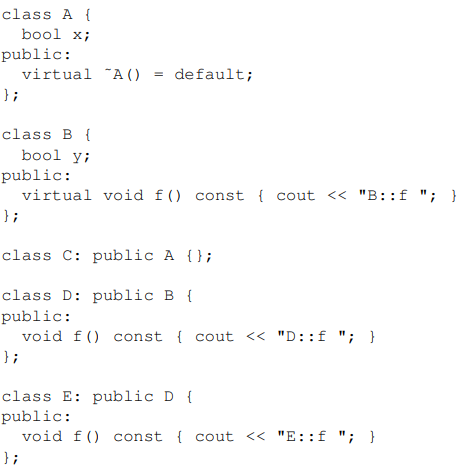 class A {
  bool x;
public:
  virtual ˜A() = default;
};

class B {
  bool y;
public:
  virtual void f() const { cout << "B::f "; }
};

class C: public A {};

class D: public B {
public:
  void f() const { cout << "D::f "; }
};

class E: public D {
public:
  void f() const { cout << "E::f "; }
};